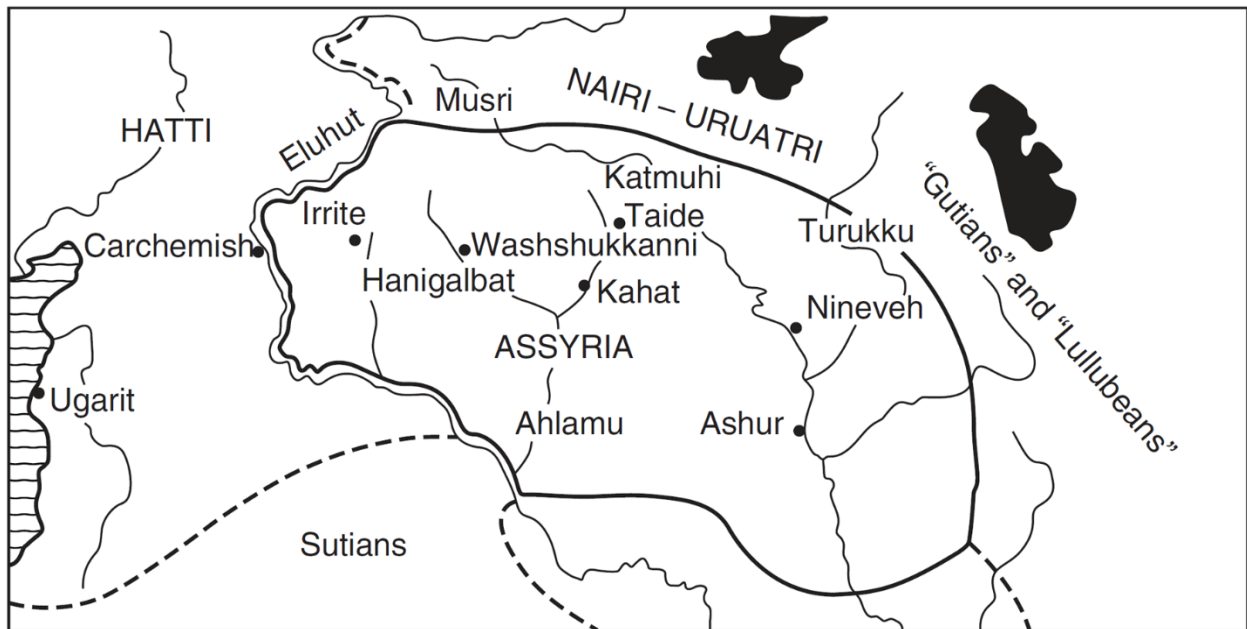 HATTI
Eluhut
Musri
NAIRI – URUATRI
Katmuhi
Irrite
Taide
Carchemish
Washshukkanni
Turukku
"Gutians" and "Lullubeans"
Hanigalbat
Kahat
Nineveh
ASSYRIA
Ugarit
Ahlamu
Ashur
Sutians